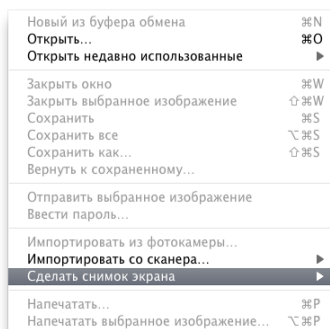 Новый из буфера обмена ⌘N
Открыть... ⌘O
Открыть недавно использованные ▶
Закрыть окно ⌘W
Закрыть выбранное изображение ⇧⌘W
Сохранить ⌘S
Сохранить все ⌥⌘S
Сохранить как... ⇧⌘S
Вернуть к сохраненному...
Отправить выбранное изображение
Ввести пароль...
Импортировать из фотокамеры...
Импортировать со сканера... ▶
Сделать снимок экрана ▶
Напечатать... ⌘P
Напечатать выбранное изображение... ⌥⌘P